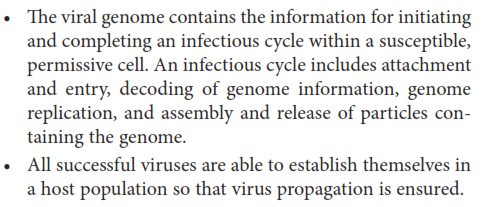 • The viral genome contains the information for initiating
and completing an infectious cycle within a susceptible,
permissive cell. An infectious cycle includes attachment
and entry, decoding of genome information, genome
replication, and assembly and release of particles con-
taining the genome.
• All successful viruses are able to establish themselves in
a host population so that virus propagation is ensured.